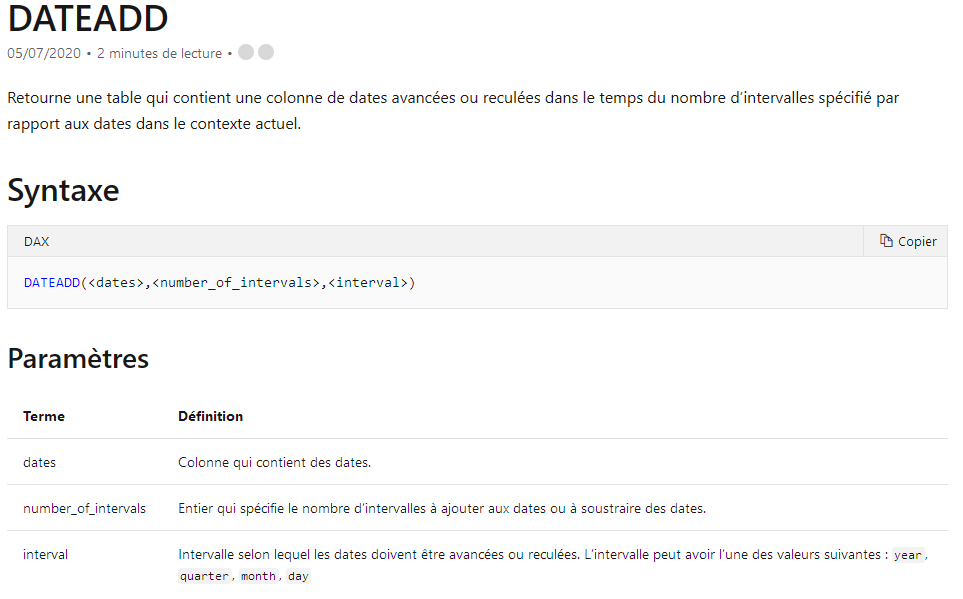 DATEADD
05/07/2020 • 2 minutes de lecture •
Retourne une table qui contient une colonne de dates avancées ou reculées dans le temps du nombre d’intervalles spécifié par
rapport aux dates dans le contexte actuel.
Syntaxe
DAX Copier
DATEADD(<dates>,<number_of_intervals>,<interval>)
Paramètres
Terme Définition
dates Colonne qui contient des dates.
number_of_intervals Entier qui spécifie le nombre d’intervalles à ajouter aux dates ou à soustraire des dates.
interval Intervalle selon lequel les dates doivent être avancées ou reculées. L’intervalle peut avoir l’une des valeurs suivantes : year,
quarter, month, day